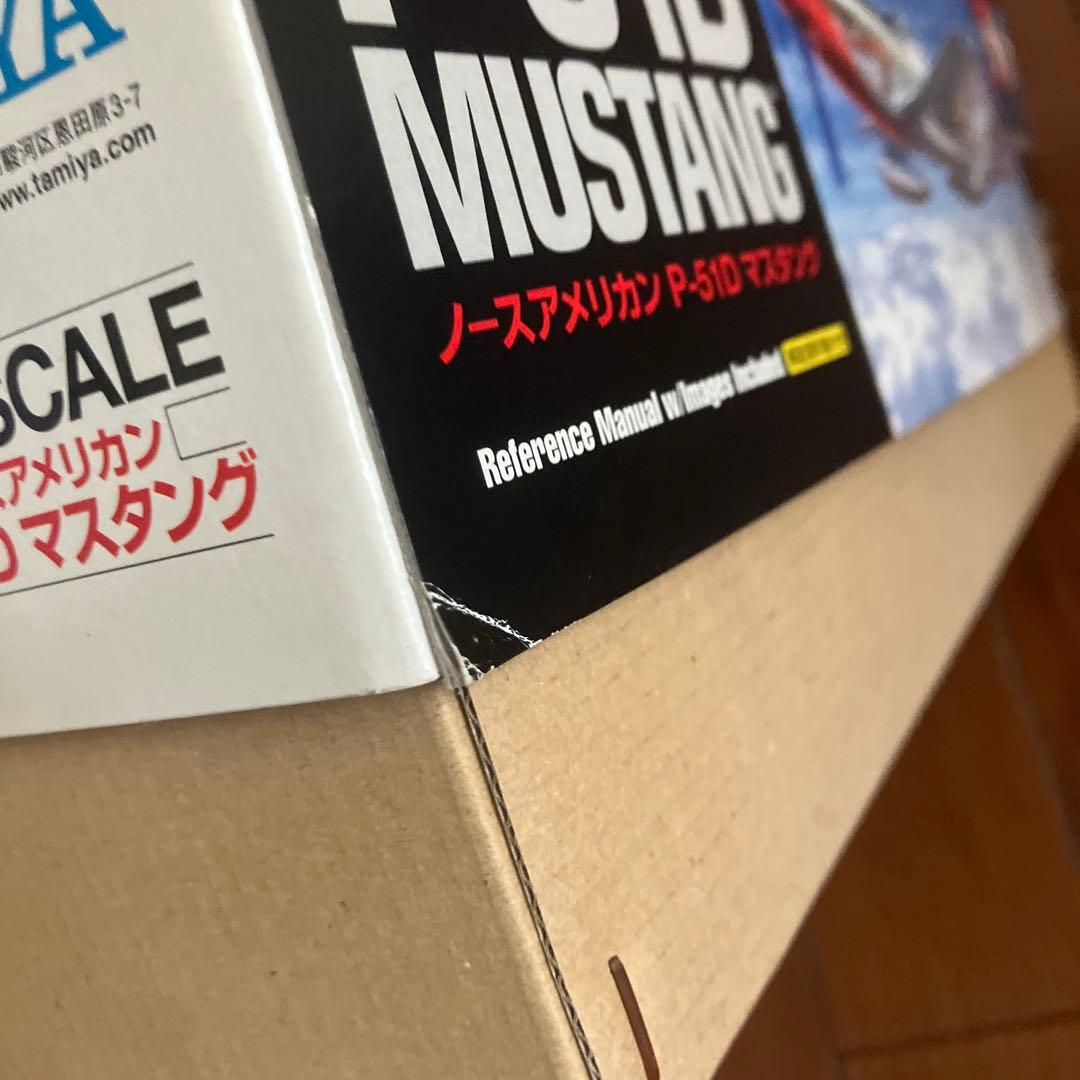 YA
駿河区恩田原3-7
www.tamiya.com
SCALE
スアメリカン
D マスタング
P-51D
MUSTANG
ノースアメリカン P-51D マスタング
Reference Manual w/Images Included